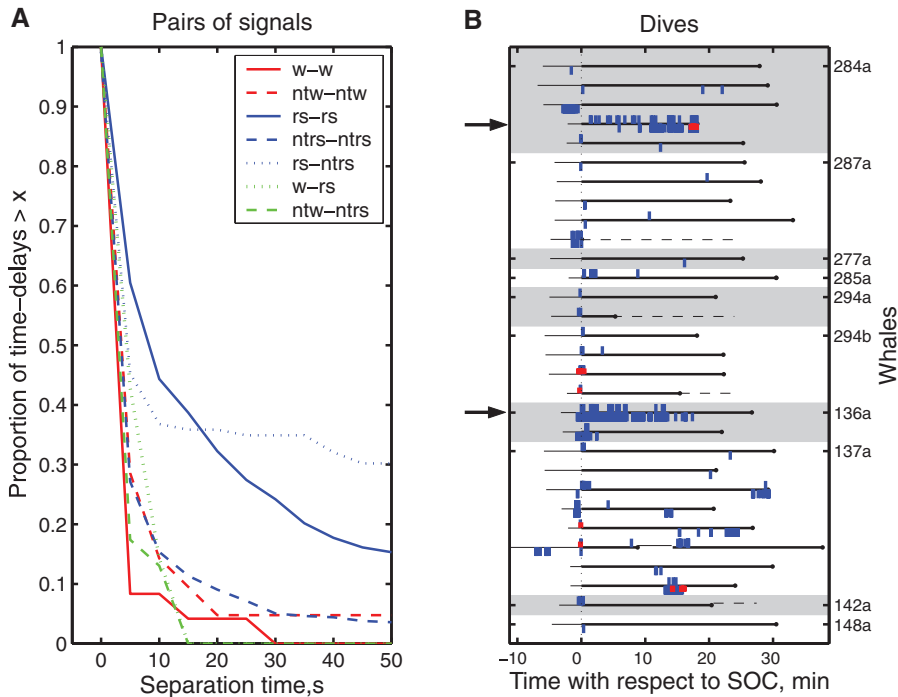 A
Pairs of signals
1
0.9
0.8
0.7
0.6
0.5
0.4
0.3
0.2
0.1
0
Proportion of time–delays > x
w–w
ntw–ntw
rs–rs
ntrs–ntrs
rs–ntrs
w–rs
ntw–ntrs
0
10
20
30
40
50
Separation time,s
B
Dives
284a
287a
277a
285a
294a
294b
136a
137a
142a
148a
Whales
–10
0
10
20
30
Time with respect to SOC, min